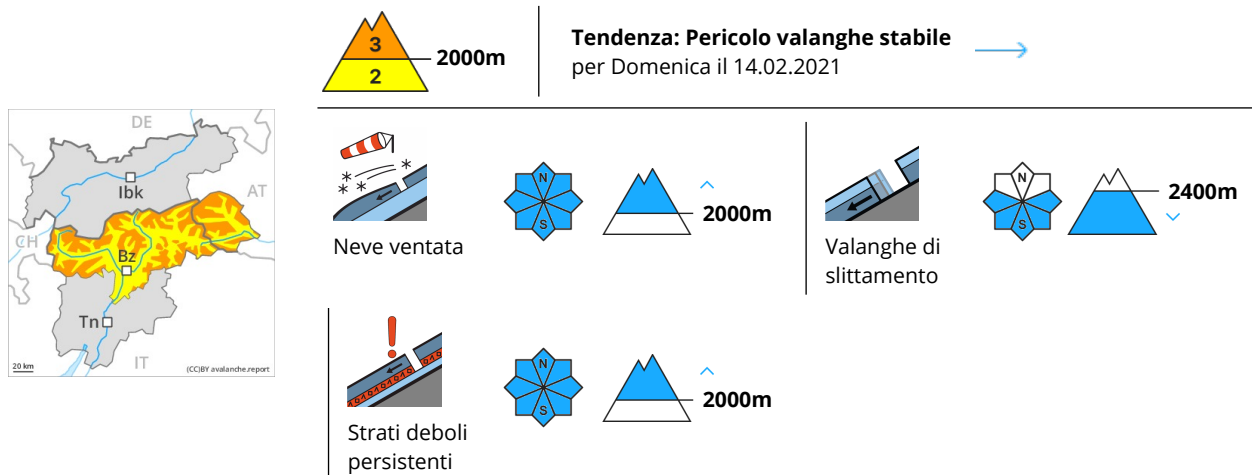 3
2
2000m
Tendenza: Pericolo valanghe stabile
per Domenica il 14.02.2021
DE
Ibk
AT
CH
Bz
Tn
IT
20 km
(CC)BY avalanche.report
N
S
2000m
Neve ventata
N
S
2400m
Valanghe di
slittamento
N
S
2000m
Strati deboli
persistenti